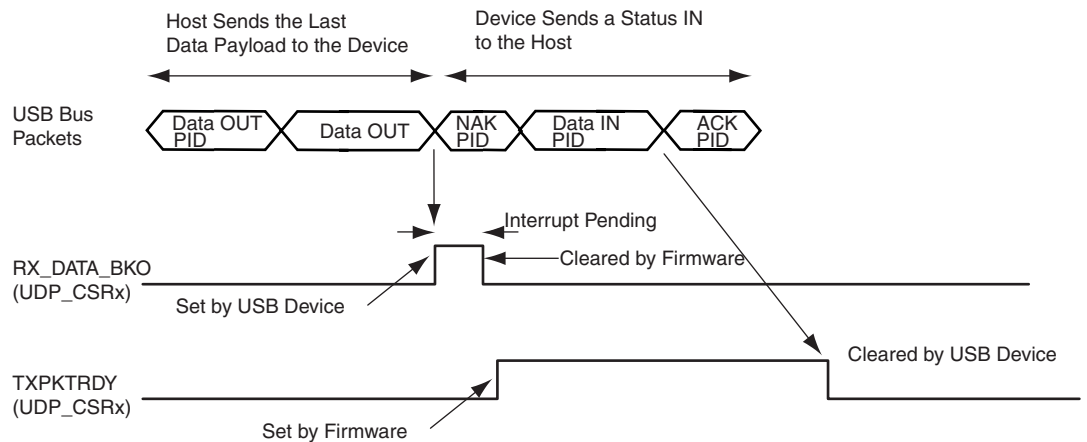 Host Sends the Last
Data Payload to the Device
Device Sends a Status IN
to the Host
USB Bus
Packets
Data OUT
PID
Data OUT
NAK
PID
Data IN
PID
ACK
PID
Interrupt Pending
RX_DATA_BKO
(UDP_CSRx)
Cleared by Firmware
Set by USB Device
Cleared by USB Device
TXPKTRDY
(UDP_CSRx)
Set by Firmware